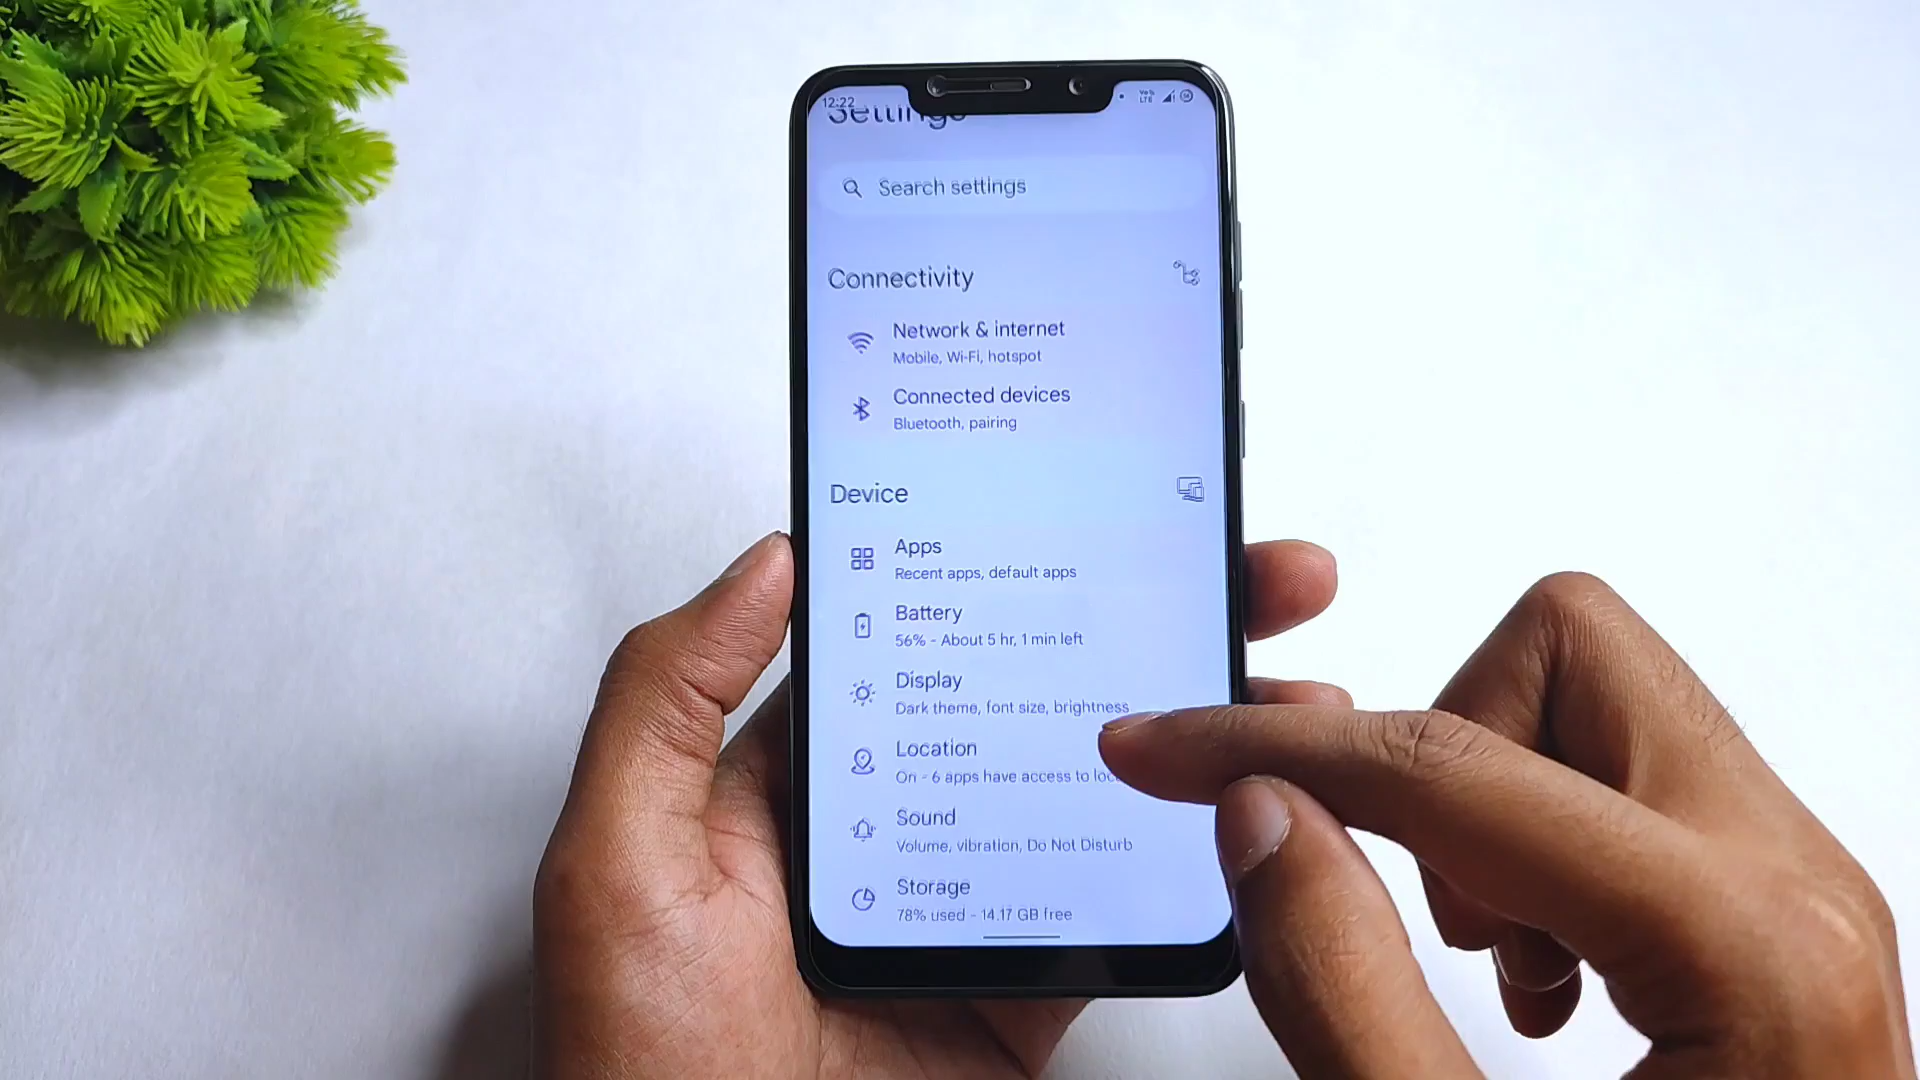 12:22
Settings
Search settings
Connectivity
Network & internet
Mobile, Wi-Fi, hotspot
Connected devices
Bluetooth, pairing
Device
Apps
Recent apps, default apps
Battery
56% - About 5 hr, 1 min left
Display
Dark theme, font size, brightness
Location
On - 6 apps have access to
Sound
Volume, vibration, Do Not Disturb
Storage
78% used - 14.17 GB free